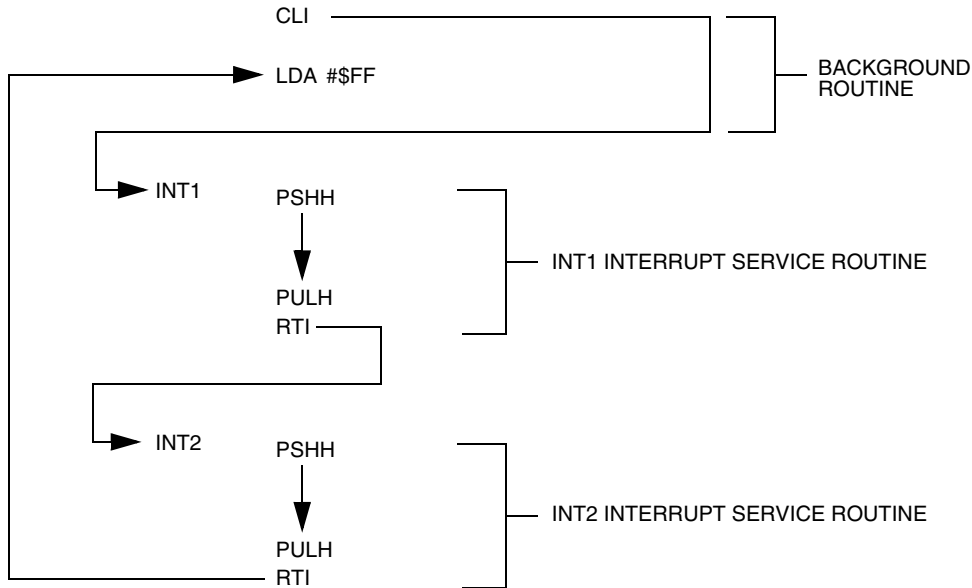 CLI
LDA #$FF
BACKGROUND
ROUTINE
INT1
PSHH
INT1 INTERRUPT SERVICE ROUTINE
PULH
RTI
INT2
PSHH
INT2 INTERRUPT SERVICE ROUTINE
PULH
RTI